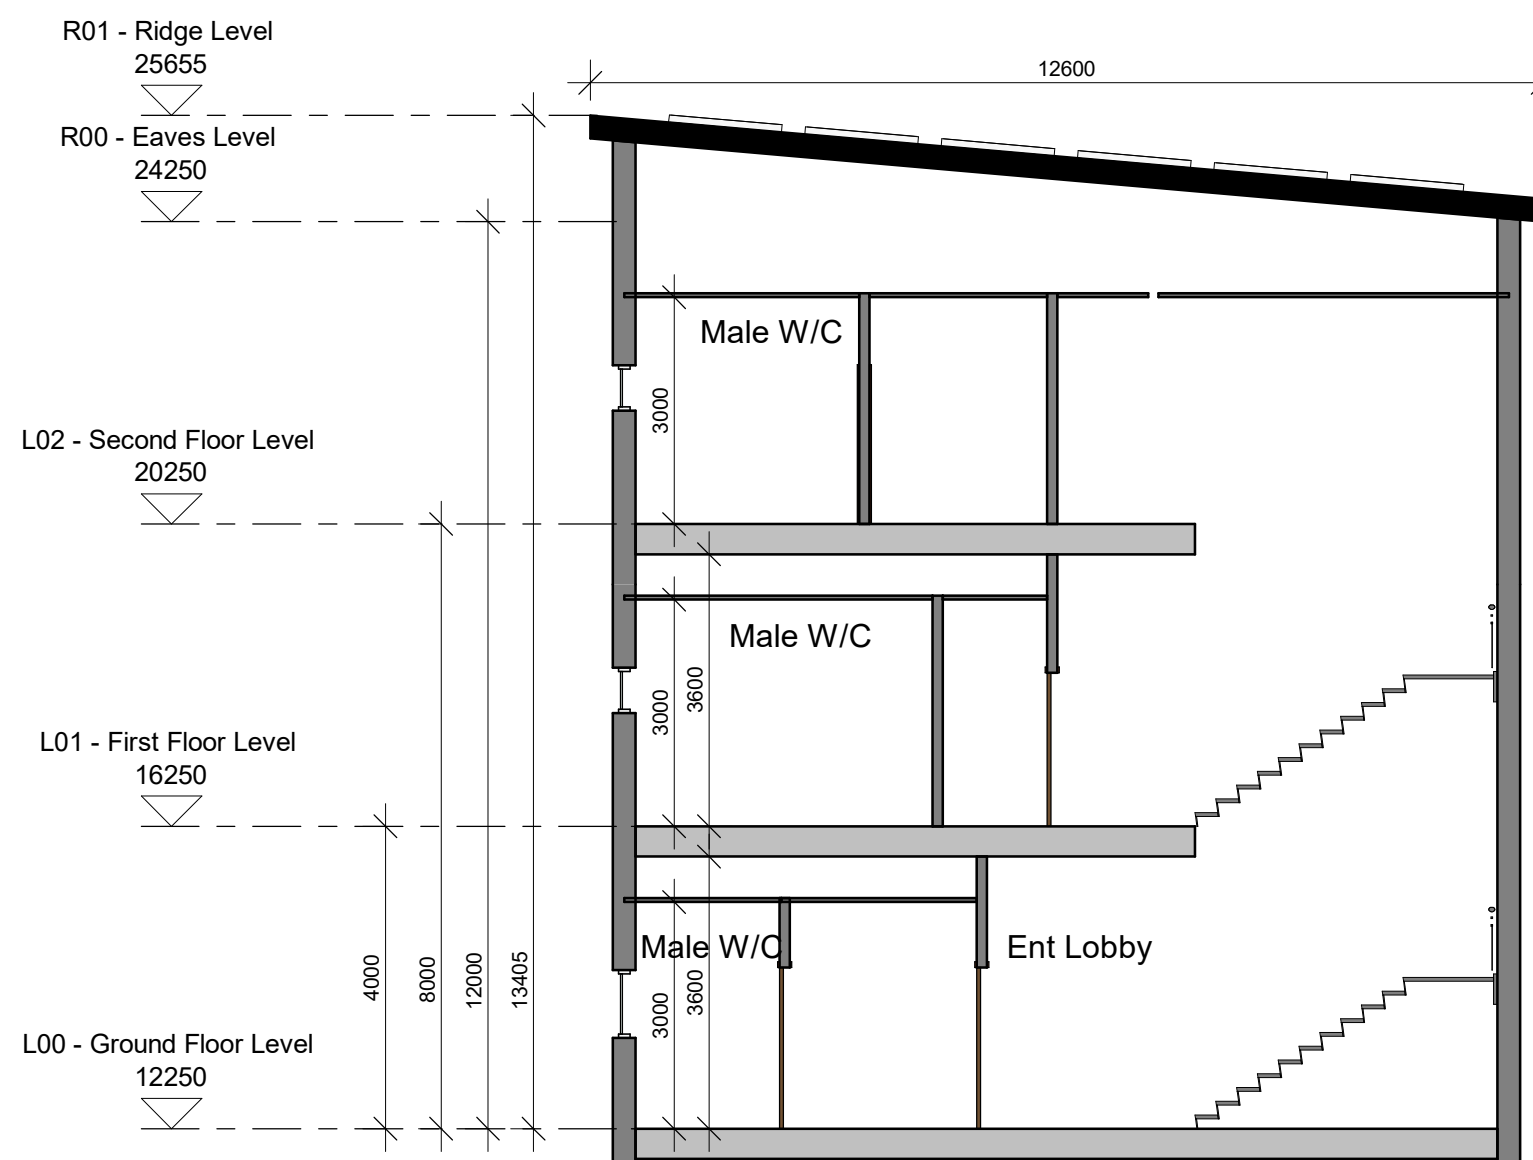 R01 - Ridge Level
25655
12600
R00 - Eaves Level
24250
Male W/C
3000
L02 - Second Floor Level
20250
Male W/C
3000
3600
L01 - First Floor Level
16250
Male W/C
Ent Lobby
4000
8000
12000
13405
3000
3600
L00 - Ground Floor Level
12250